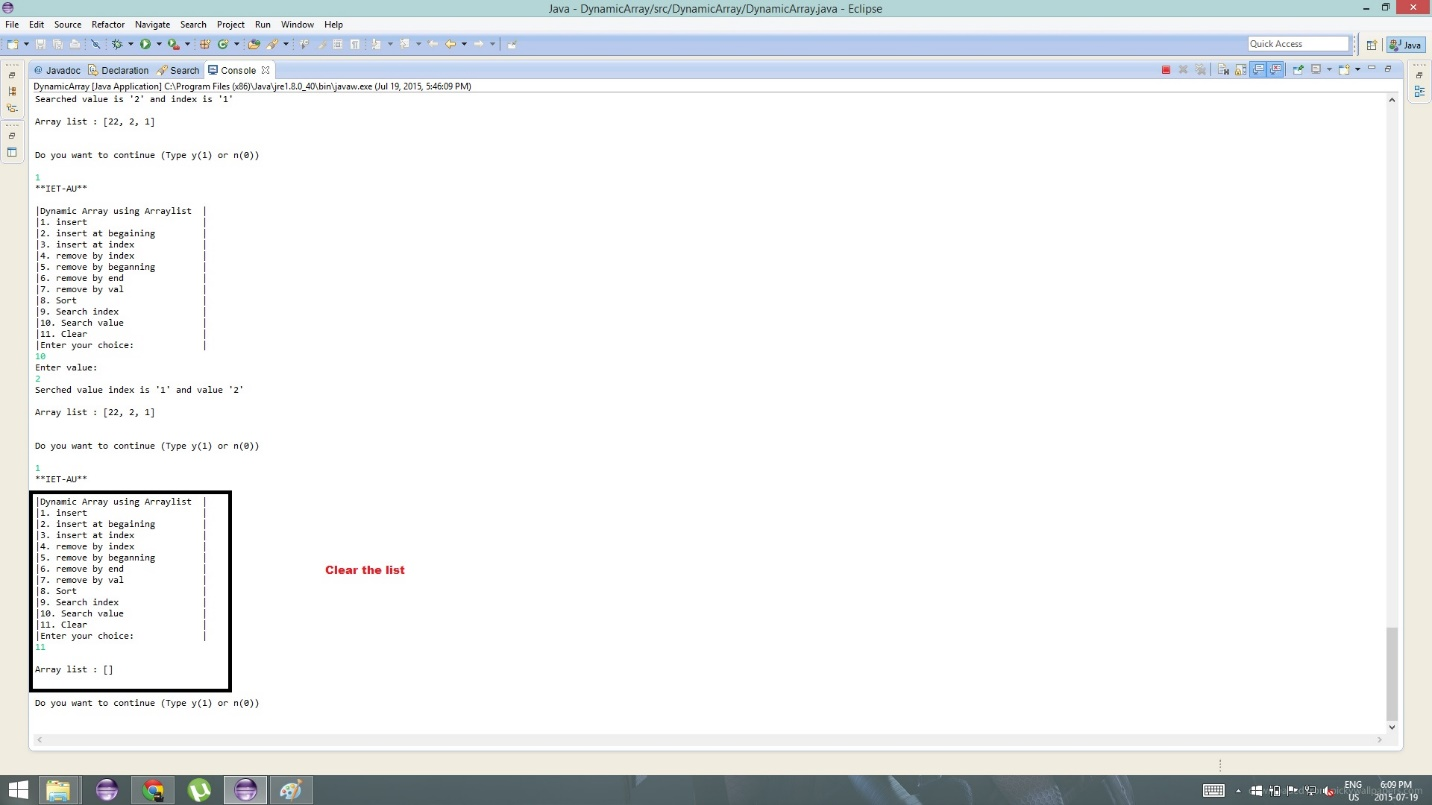 Java - DynamicArray/src/DynamicArray/DynamicArray.java - Eclipse
File Edit Source Refactor Navigate Search Project Run Window Help
Quick Access
Java
@ Javadoc Declaration Search Console
DynamicArray [Java Application] C:\Program Files (x86)\Java\jre1.8.0_40\bin\javaw.exe (Jul 19, 2015, 5:46:09 PM)
Searched value is '2' and index is '1'
Array list : [22, 2, 1]
Do you want to continue (Type y(1) or n(0))
1
**IET-AU**
|Dynamic Array using Arraylist |
|1. insert |
|2. insert at begaining |
|3. insert at index |
|4. remove by index |
|5. remove by beganning |
|6. remove by end |
|7. remove by val |
|8. Sort |
|9. Search index |
|10. Search value |
|11. Clear |
|Enter your choice: |
10
Enter value:
2
Serched value index is '1' and value '2'
Array list : [22, 2, 1]
Do you want to continue (Type y(1) or n(0))
1
**IET-AU**
|Dynamic Array using Arraylist |
|1. insert |
|2. insert at begaining |
|3. insert at index |
|4. remove by index |
|5. remove by beganning |
|6. remove by end |
|7. remove by val |
|8. Sort |
|9. Search index |
|10. Search value |
|11. Clear |
|Enter your choice: |
11
Array list : []
Clear the list
Do you want to continue (Type y(1) or n(0))
ENG
US
6:09 PM
2015-07-19